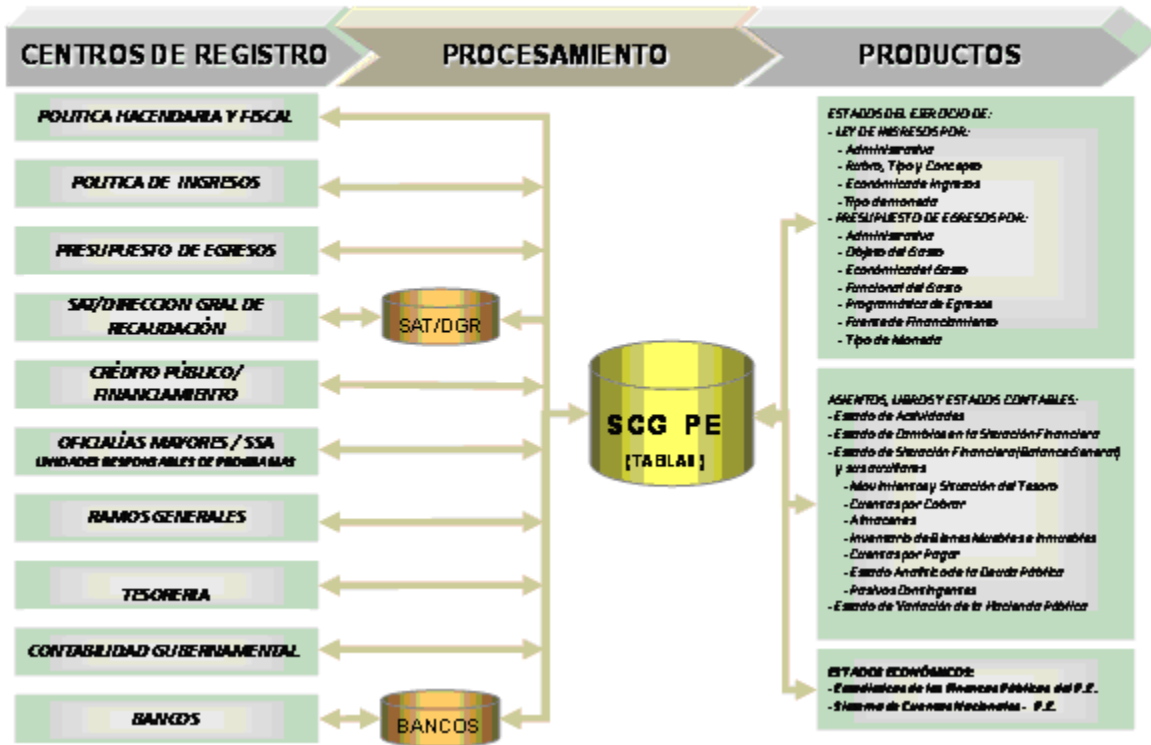 CENTROS DE REGISTRO
PROCESAMIENTO
PRODUCTOS
POLITICA HACENDARIA Y FISCAL
POLITICA DE INGRESOS
PRESUPUESTO DE EGRESOS
SAT/DIRECCION GRAL DE
RECAUDACIÓN
CRÉDITO PÚBLICO/
FINANCIAMIENTO
OFICIALÍAS MAYORES / SSA
UNIDADES RESPONSABLES DE PROGRAMAS
RAMOS GENERALES
TESORERIA
CONTABILIDAD GUBERNAMENTAL
BANCOS
SAT/DGR
BANCOS
SCG PE
(TABLAS)
ESTADOS DEL EJERCICIO DE:
- LEY DE INGRESOS POR:
- Administrativa
- Rubro, Tipo y Concepto
- Económica de Ingresos
- Tipo de moneda
- PRESUPUESTO DE EGRESOS POR:
- Administrativa
- Objeto del Gasto
- Económica del Gasto
- Funcional del Gasto
- Programática de Egresos
- Fuente de Financiamiento
- Tipo de Moneda
ASIENTOS, LIBROS Y ESTADOS CONTABLES:
- Estado de Actividades
- Estado de Cambios en la Situación Financiera
- Estado de Situación Financiera (Balance General)
y sus auxiliares
- Movimientos y Situación del Tesoro
- Cuentas por Cobrar
- Almacenes
- Inventario de Bienes Muebles e Inmuebles
- Cuentas por Pagar
- Estado Analítico de la Deuda Pública
- Pasivos Contingentes
- Estado de Variación de la Hacienda Pública
ESTADOS ECONÓMICOS:
- Estadísticas de las Finanzas Públicas del P.E.
- Sistema de Cuentas Nacionales - P.E.